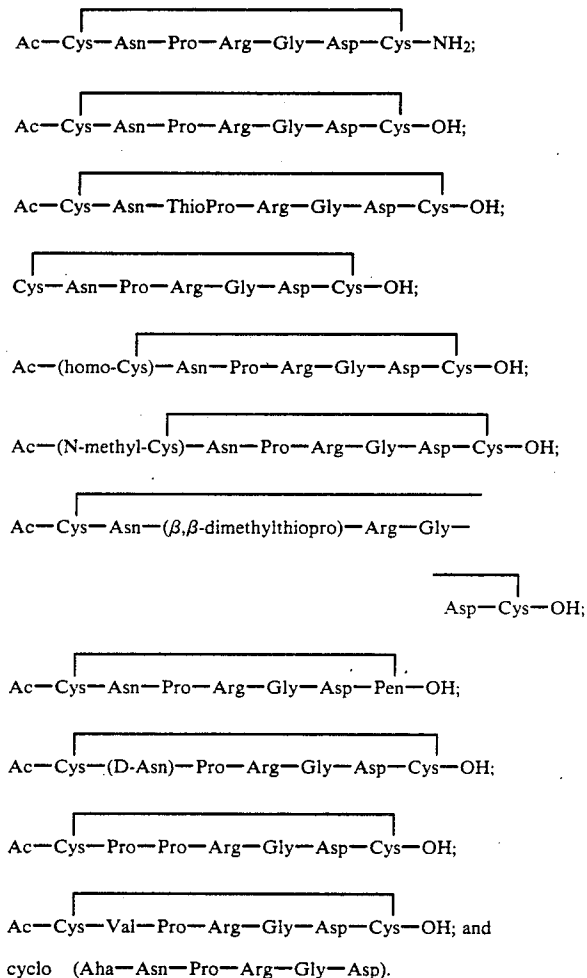 Ac—Cys—Asn—Pro—Arg—Gly—Asp—Cys—NH2;
Ac—Cys—Asn—Pro—Arg—Gly—Asp—Cys—OH;
Ac—Cys—Asn—ThioPro—Arg—Gly—Asp—Cys—OH;
Cys—Asn—Pro—Arg—Gly—Asp—Cys—OH;
Ac—(homo-Cys)—Asn—Pro—Arg—Gly—Asp—Cys—OH;
Ac—(N-methyl-Cys)—Asn—Pro—Arg—Gly—Asp—Cys—OH;
Ac—Cys—Asn—(β,β-dimethylthiopro)—Arg—Gly—
Asp—Cys—OH;
Ac—Cys—Asn—Pro—Arg—Gly—Asp—Pen—OH;
Ac—Cys—(D-Asn)—Pro—Arg—Gly—Asp—Cys—OH;
Ac—Cys—Pro—Pro—Arg—Gly—Asp—Cys—OH;
Ac—Cys—Val—Pro—Arg—Gly—Asp—Cys—OH; and
cyclo (Aha—Asn—Pro—Arg—Gly—Asp).